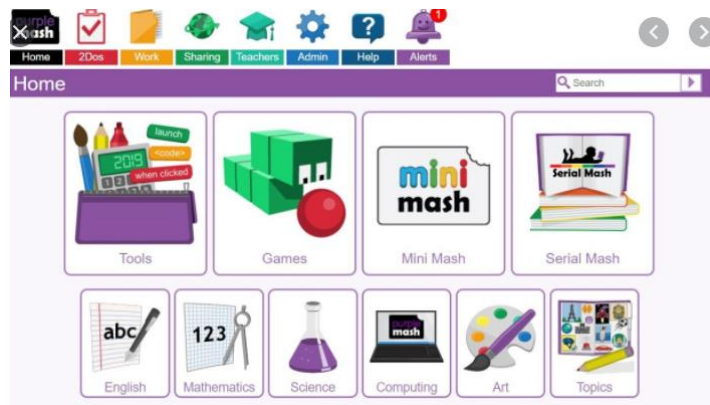 purple
mash
1
Home 2Dos Work Sharing Teachers Admin Help Alerts
Home
Search
launch
<code>
when clicked
2019
Tools
Games
mini
mash
Mini Mash
Serial Mash
Serial Mash
abc
English
123
Mathematics
Science
purple
mash
Computing
Art
Topics